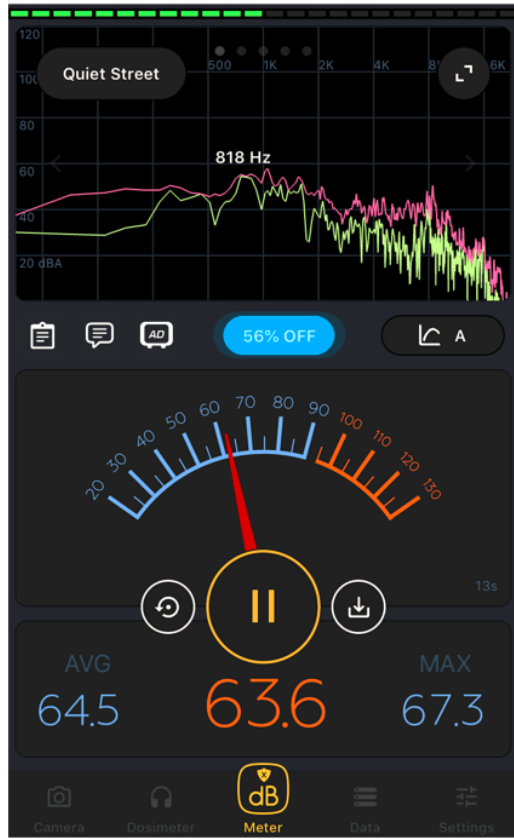 120
Quiet Street
500 1K 2K 4K 6K
80
60
818 Hz
40
20 dBA
AD
56% OFF
A
20 30 40 50 60 70 80 90 100 110 120 130
13s
AVG
MAX
64.5
63.6
67.3
dB
Camera
Dosimeter
Meter
Data
Settings